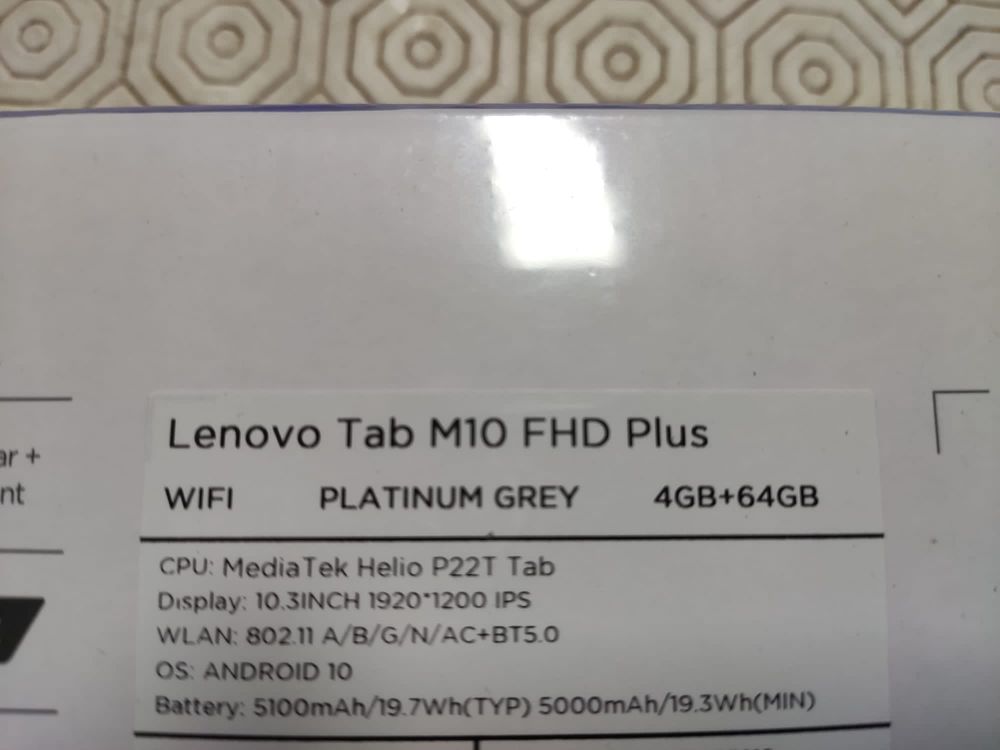 Lenovo Tab M10 FHD Plus
WIFI PLATINUM GREY 4GB+64GB
CPU: MediaTek Helio P22T Tab
Display: 10.3INCH 1920*1200 IPS
WLAN: 802.11 A/B/G/N/AC+BT5.0
OS: ANDROID 10
Battery: 5100mAh/19.7Wh(TYP) 5000mAh/19.3Wh(MIN)
ar +
nt